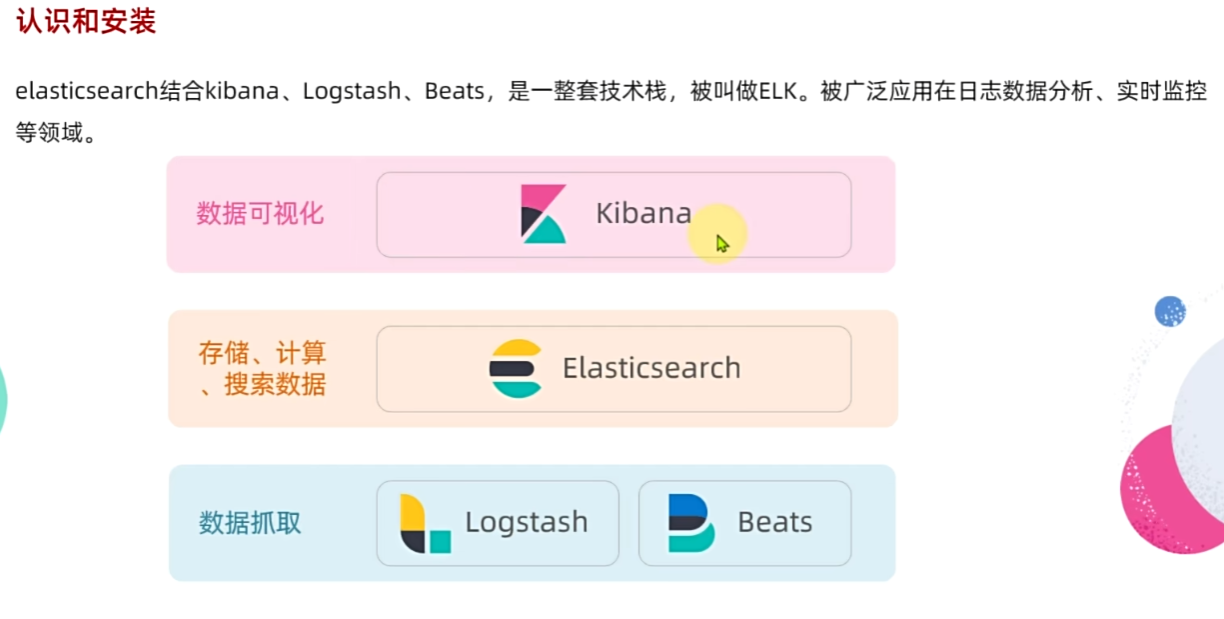 认识和安装
elasticsearch结合kibana、Logstash、Beats，是一整套技术栈，被叫做ELK。被广泛应用在日志数据分析、实时监控
等领域。
数据可视化
Kibana
存储、计算
、搜索数据
Elasticsearch
数据抓取
Logstash
Beats